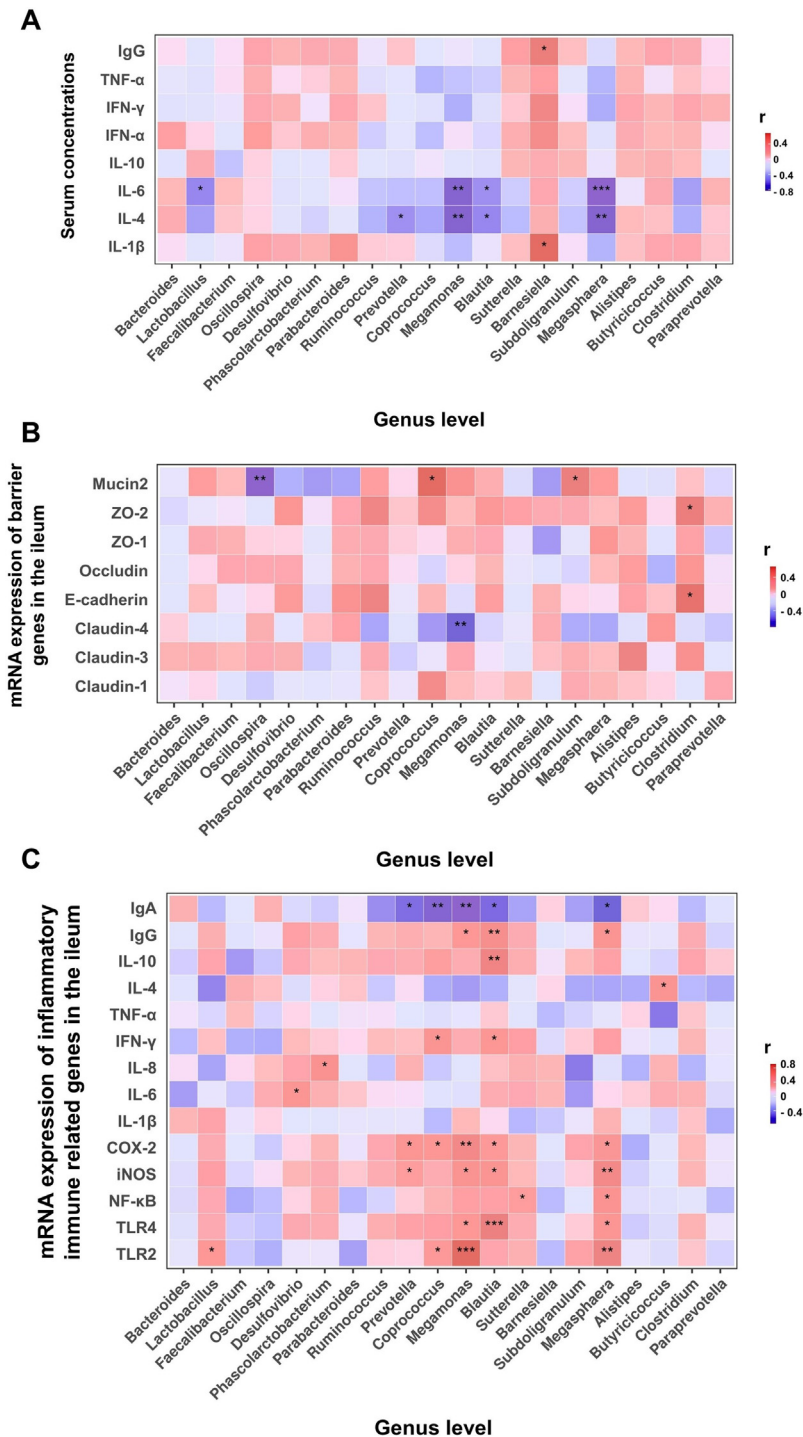 A
Serum concentrations
IgG
TNF-α
IFN-γ
IFN-α
IL-10
IL-6
IL-4
IL-1β
*
* ** * ***
* ** * **
*
r
0.4
0
- 0.4
- 0.8
Bacteroides
Lactobacillus
Faecalibacterium
Oscillospira
Desulfovibrio
Phascolarctobacterium
Parabacteroides
Ruminococcus
Prevotella
Coprococcus
Megamonas
Blautia
Sutterella
Barnesiella
Subdoligranulum
Megasphaera
Alistipes
Butyricicoccus
Clostridium
Paraprevotella
Genus level
B
mRNA expression of barrier
genes in the ileum
Mucin2
ZO-2
ZO-1
Occludin
E-cadherin
Claudin-4
Claudin-3
Claudin-1
** * *
*
*
**
r
0.4
0
-0.4
Bacteroides
Lactobacillus
Faecalibacterium
Oscillospira
Desulfovibrio
Phascolarctobacterium
Parabacteroides
Ruminococcus
Prevotella
Coprococcus
Megamonas
Blautia
Sutterella
Barnesiella
Subdoligranulum
Megasphaera
Alistipes
Butyricicoccus
Clostridium
Paraprevotella
Genus level
C
mRNA expression of inflammatory
immune related genes in the ileum
IgA
IgG
IL-10
IL-4
TNF-α
IFN-γ
IL-8
IL-6
IL-1β
COX-2
iNOS
NF-κB
TLR4
TLR2
* ** ** * *
* ** *
**
*
* *
*
*
* * ** * *
* * * **
* *
* *** *
* * *** **
r
0.8
0.4
0
-0.4
Bacteroides
Lactobacillus
Faecalibacterium
Oscillospira
Desulfovibrio
Phascolarctobacterium
Parabacteroides
Ruminococcus
Prevotella
Coprococcus
Megamonas
Blautia
Sutterella
Barnesiella
Subdoligranulum
Megasphaera
Alistipes
Butyricicoccus
Clostridium
Paraprevotella
Genus level